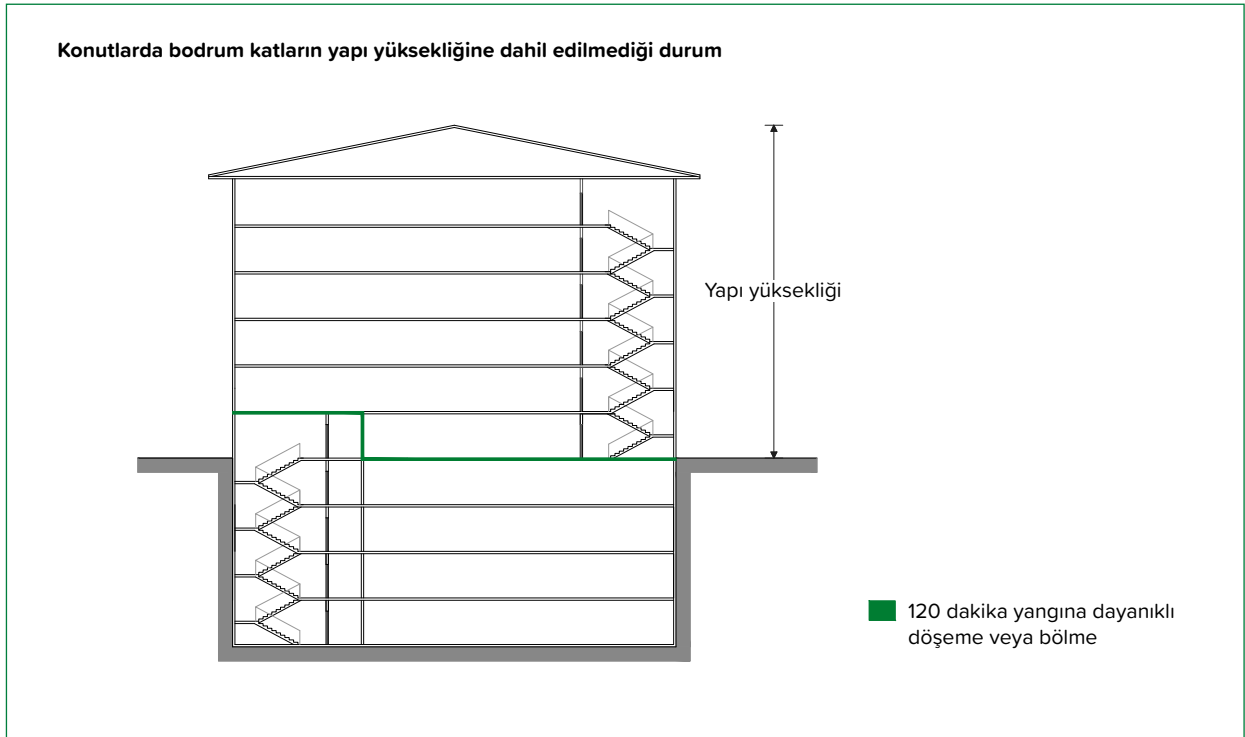 Konutlarda bodrum katların yapı yüksekliğine dahil edilmediği durum
Yapı yüksekliği
120 dakika yangına dayanıklı
döşeme veya bölme